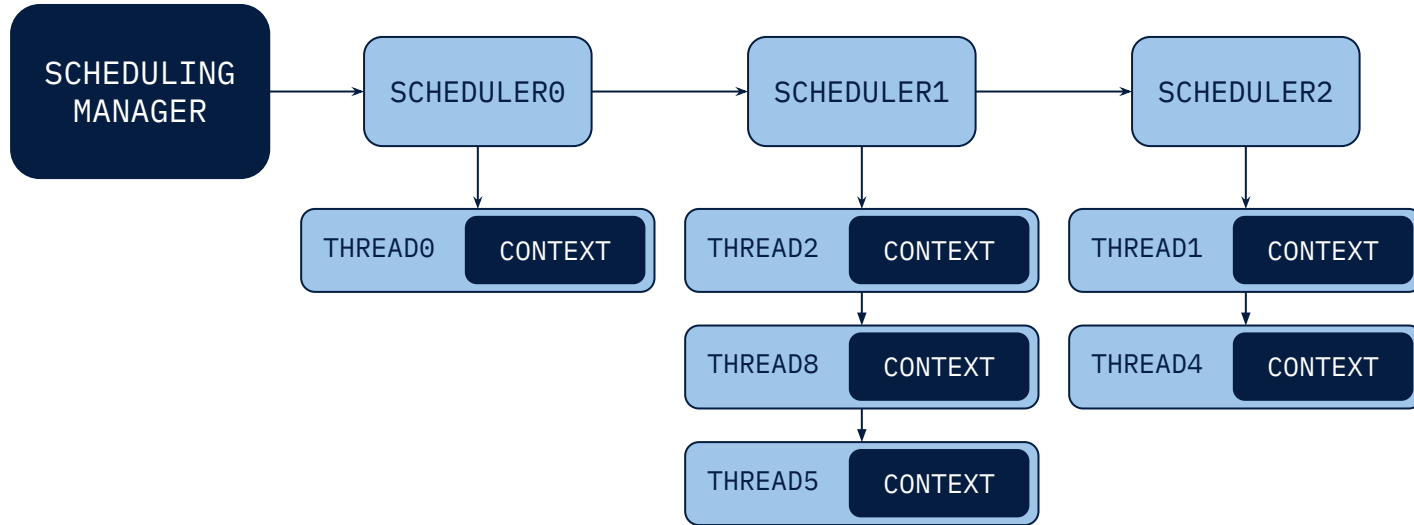 SCHEDULING
MANAGER
SCHEDULER0
SCHEDULER1
SCHEDULER2
THREAD0
CONTEXT
THREAD2
CONTEXT
THREAD1
CONTEXT
THREAD8
CONTEXT
THREAD4
CONTEXT
THREAD5
CONTEXT